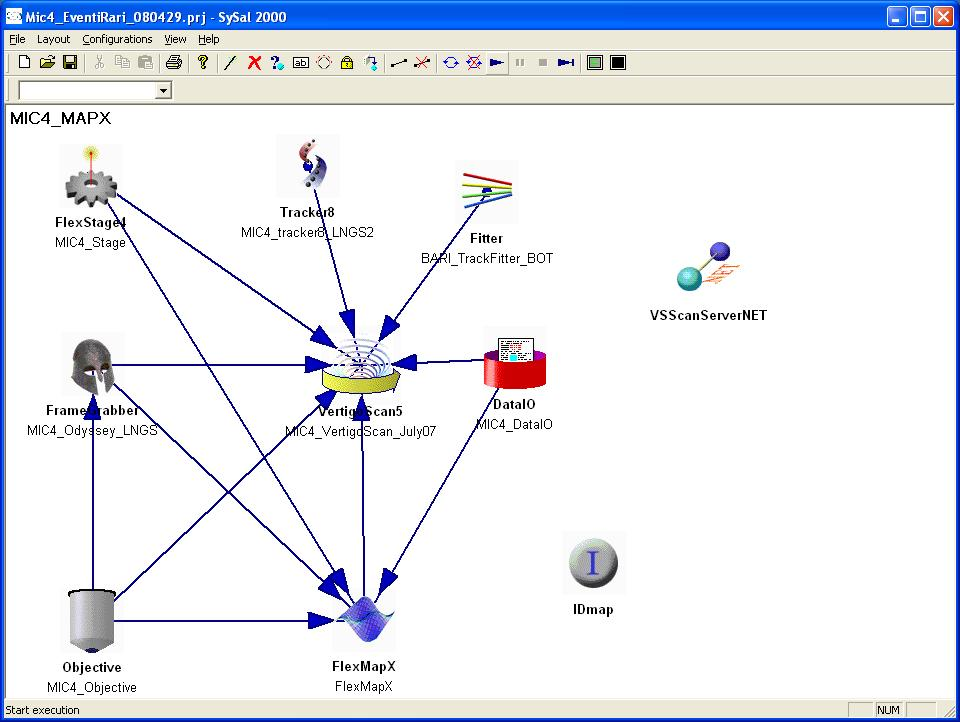 Mic4_EventiRari_080429.prj - SySal 2000
File Layout Configurations View Help
MIC4_MAPX
FlexStage4
MIC4_Stage
Tracker8
MIC4_tracker8_LNGS2
Fitter
BARI_TrackFitter_BOT
VSScanServerNET
FrameGrabber
MIC4_Odyssey_LNGS
VertigoScan5
MIC4_VertigoScan_July07
DataIO
MIC4_DataIO
I
IDmap
Objective
MIC4_Objective
FlexMapX
FlexMapX
Start execution
NUM